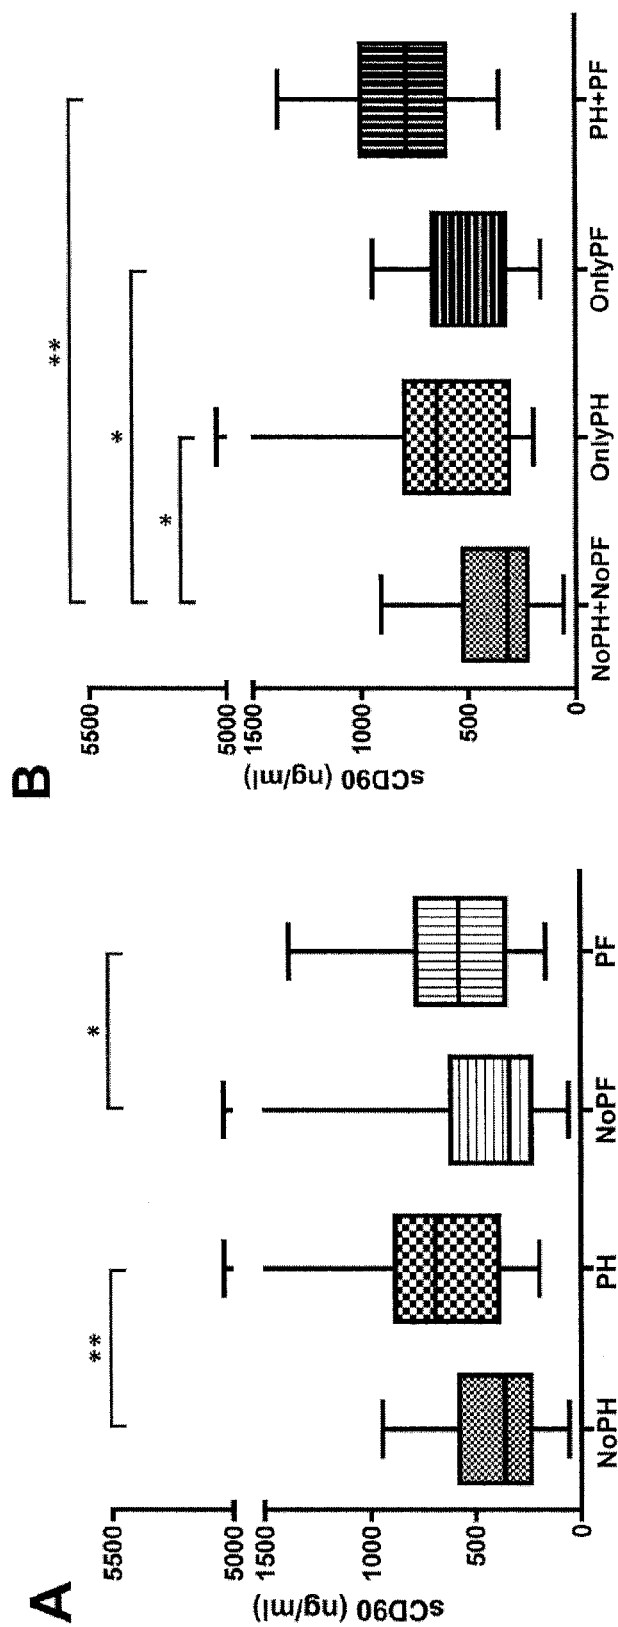 A
sCD90 (ng/ml)
5500
5000
1500
1000
500
0
**
*
NoPH
PH
NoPF
PF
B
sCD90 (ng/ml)
5500
5000
1500
1000
500
0
**
*
*
NoPH+NoPF
OnlyPH
OnlyPF
PH+PF